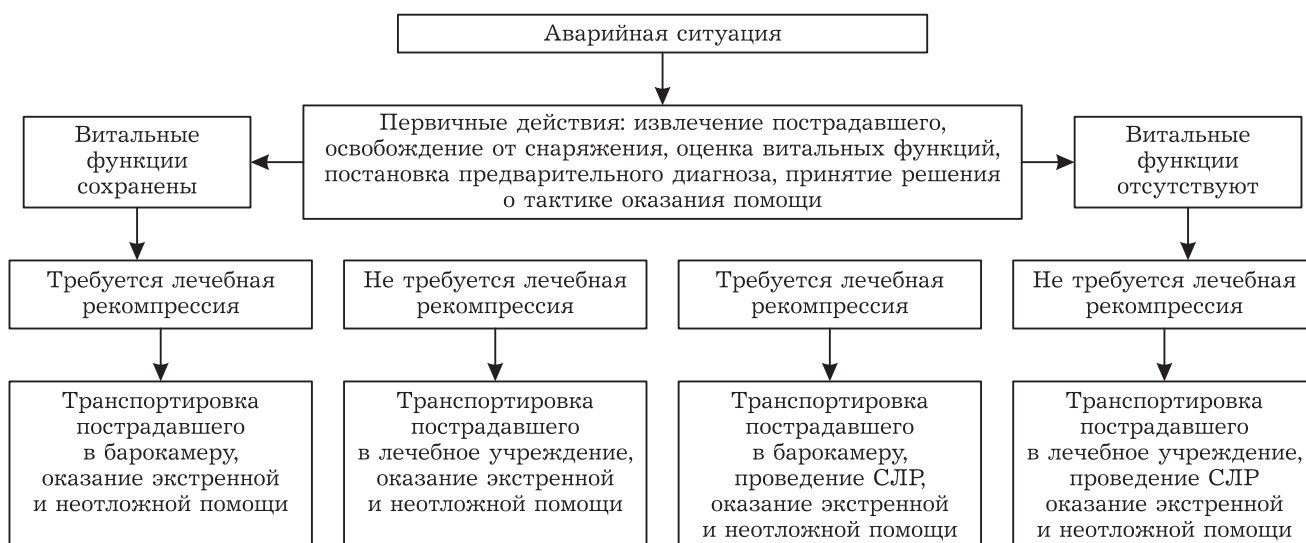 Аварийная ситуация
Первичные действия: извлечение пострадавшего,
освобождение от снаряжения, оценка витальных функций,
постановка предварительного диагноза, принятие решения
о тактике оказания помощи
Витальные
функции
сохранены
Витальные
функции
отсутствуют
Требуется лечебная
рекомпрессия
Не требуется лечебная
рекомпрессия
Требуется лечебная
рекомпрессия
Не требуется лечебная
рекомпрессия
Транспортировка
пострадавшего
в барокамеру,
оказание экстренной
и неотложной помощи
Транспортировка
пострадавшего
в лечебное учреждение,
оказание экстренной
и неотложной помощи
Транспортировка
пострадавшего
в барокамеру,
проведение СЛР,
оказание экстренной
и неотложной помощи
Транспортировка
пострадавшего
в лечебное учреждение,
проведение СЛР
оказание экстренной
и неотложной помощи